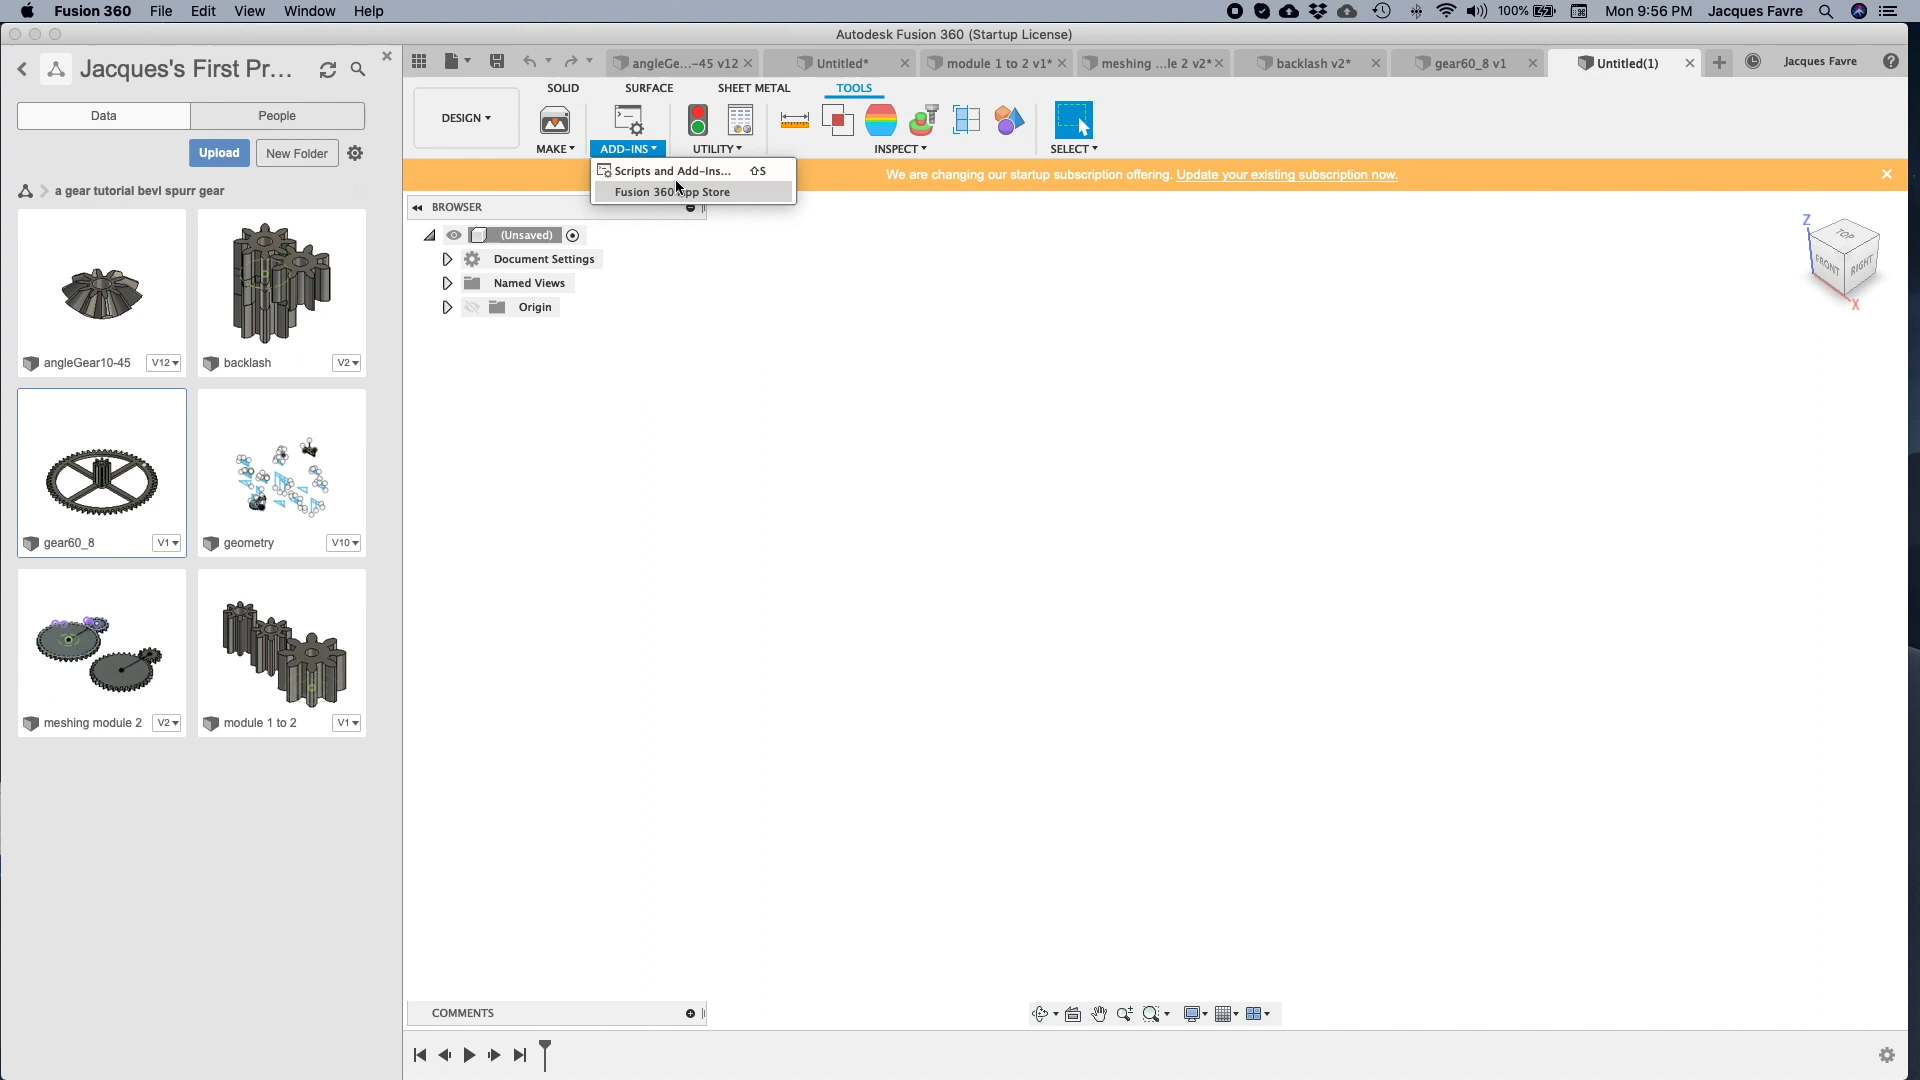 Fusion 360 File Edit View Window Help
100% Mon 9:56 PM Jacques Favre
Autodesk Fusion 360 (Startup License)
Jacques's First Pr...
Data People
Upload New Folder
a gear tutorial bevl spurr gear
angleGear10-45 V12
backlash V2
gear60_8 V1
geometry V10
meshing module 2 V2
module 1 to 2 V1
angleGe...-45 v12
Untitled*
module 1 to 2 v1*
meshing ...le 2 v2*
backlash v2*
gear60_8 v1
Untitled(1)
Jacques Favre
SOLID SURFACE SHEET METAL TOOLS
DESIGN
MAKE ADD-INS UTILITY INSPECT SELECT
Scripts and Add-Ins... ⇧S
Fusion 360 App Store
We are changing our startup subscription offering. Update your existing subscription now.
BROWSER
(Unsaved)
Document Settings
Named Views
Origin
Z
TOP
FRONT RIGHT
X
COMMENTS